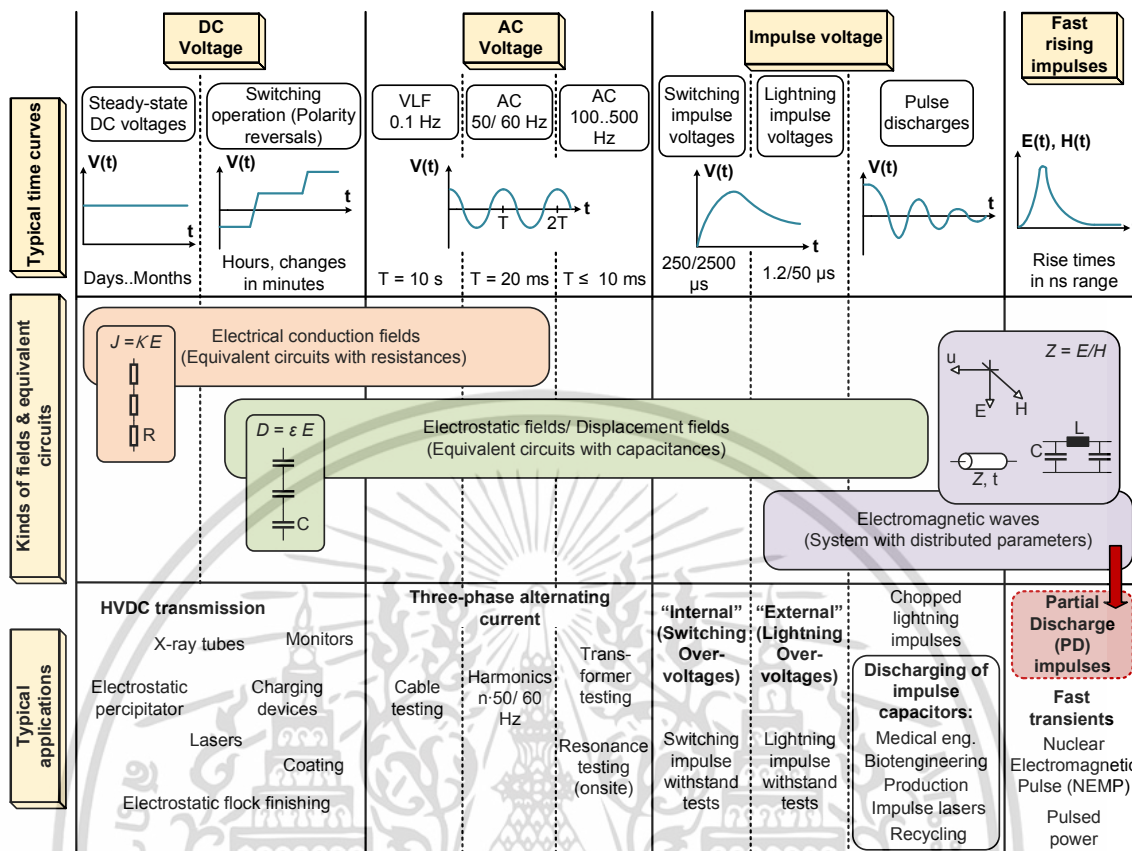 DC
Voltage
AC
Voltage
Impulse voltage
Fast
rising
impulses
Typical time curves
Steady-state
DC voltages
V(t)
t
Days..Months
Switching
operation (Polarity
reversals)
V(t)
t
Hours, changes
in minutes
VLF
0.1 Hz
AC
50/ 60 Hz
AC
100..500
Hz
V(t)
t
T
2T
T = 10 s
T = 20 ms
T ≤ 10 ms
Switching
impulse
voltages
Lightning
impulse
voltages
V(t)
t
250/2500
µs
1.2/50 µs
Pulse
discharges
V(t)
t
E(t), H(t)
t
Rise times
in ns range
Kinds of fields & equivalent
circuits
J = K E
R
Electrical conduction fields
(Equivalent circuits with resistances)
D = ε E
C
Electrostatic fields/ Displacement fields
(Equivalent circuits with capacitances)
Z = E/H
u
E
H
L
C
Z, t
Electromagnetic waves
(System with distributed parameters)
Typical
applications
HVDC transmission
X-ray tubes
Monitors
Electrostatic
percipitator
Charging
devices
Lasers
Coating
Electrostatic flock finishing
Three-phase alternating
current
Cable
testing
Harmonics
n·50/ 60
Hz
Trans-
former
testing
Resonance
testing
(onsite)
“Internal”
(Switching
Over-
voltages)
Switching
impulse
withstand
tests
“External”
(Lightning
Over-
voltages)
Lightning
impulse
withstand
tests
Chopped
lightning
impulses
Discharging of
impulse
capacitors:
Medical eng.
Biotengineering
Production
Impulse lasers
Recycling
Partial
Discharge
(PD)
impulses
Fast
transients
Nuclear
Electromagnetic
Pulse (NEMP)
Pulsed
power